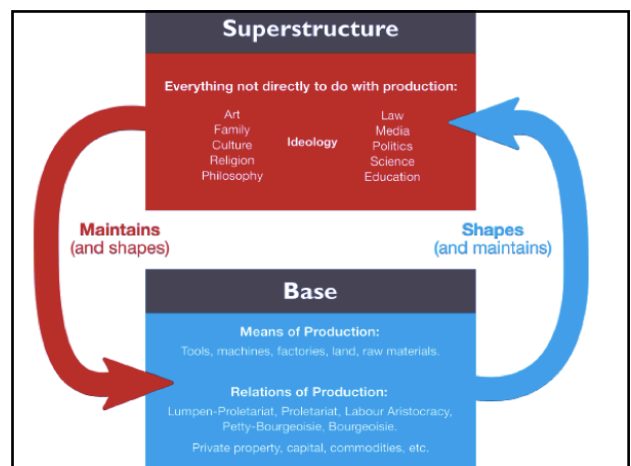 Superstructure
Everything not directly to do with production:
Art
Family
Culture
Religion
Philosophy
Ideology
Law
Media
Politics
Science
Education
Maintains
(and shapes)
Shapes
(and maintains)
Base
Means of Production:
Tools, machines, factories, land, raw materials.
Relations of Production:
Lumpen-Proletariat, Proletariat, Labour Aristocracy,
Petty-Bourgeoisie, Bourgeoisie.
Private property, capital, commodities, etc.